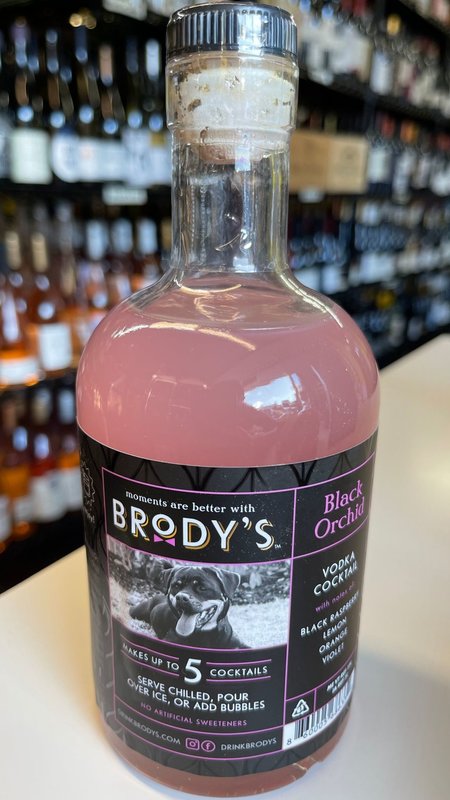 moments are better with
BRODY'S™
MAKES UP TO 5 COCKTAILS
SERVE CHILLED, POUR
OVER ICE, OR ADD BUBBLES
NO ARTIFICIAL SWEETENERS
DRINKBRODYS.COM DRINKBRODYS
Black
Orchid
VODKA
COCKTAIL
with notes of
BLACK RASPBERRY
LEMON
ORANGE
VIOLET